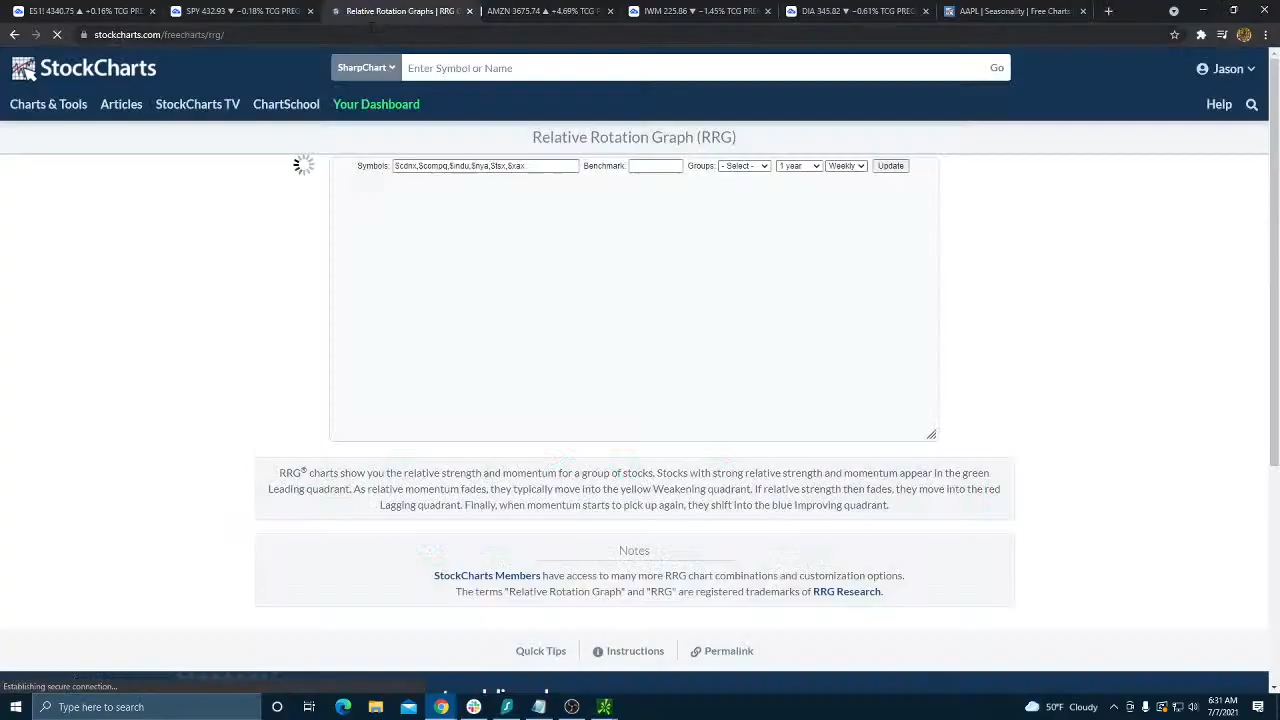 ES1! 4340.75 ▲ +0.16% TCG PRE
SPY 432.93 ▼ −0.18% TCG PREG
Relative Rotation Graphs | RRG
AMZN 3675.74 ▲ +4.69% TCG P
IWM 225.86 ▼ −1.45% TCG PREG
DIA 345.82 ▼ −0.61% TCG PREG
AAPL | Seasonality | Free Charts
stockcharts.com/freecharts/rrg/
StockCharts
SharpChart
Enter Symbol or Name
Go
Jason
Charts & Tools
Articles
StockCharts TV
ChartSchool
Your Dashboard
Help
Relative Rotation Graph (RRG)
Symbols: $cdnx,$compq,$indu,$nya,$tsx,$xax
Benchmark:
Groups: - Select -
1 year
Weekly
Update
RRG® charts show you the relative strength and momentum for a group of stocks. Stocks with strong relative strength and momentum appear in the green
Leading quadrant. As relative momentum fades, they typically move into the yellow Weakening quadrant. If relative strength then fades, they move into the red
Lagging quadrant. Finally, when momentum starts to pick up again, they shift into the blue Improving quadrant.
Notes
StockCharts Members have access to many more RRG chart combinations and customization options.
The terms "Relative Rotation Graph" and "RRG" are registered trademarks of RRG Research.
Quick Tips
Instructions
Permalink
Establishing secure connection...
Type here to search
50°F Cloudy
6:31 AM
7/7/2021